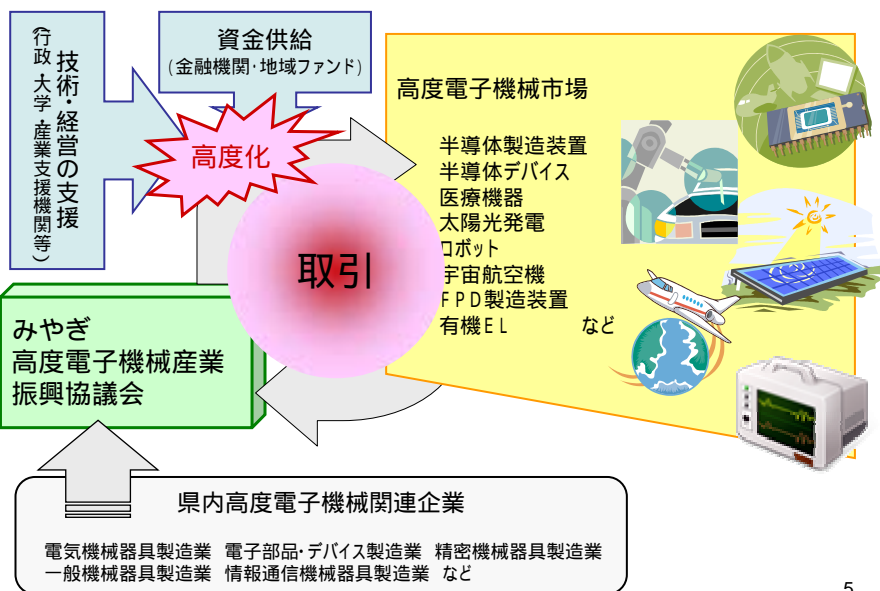 技術・経営の支援
(行政・大学・産業支援機関等)
資金供給
(金融機関・地域ファンド)
高度化
取引
高度電子機械市場
半導体製造装置
半導体デバイス
医療機器
太陽光発電
ロボット
宇宙航空機
FPD製造装置
有機EL など
みやぎ
高度電子機械産業
振興協議会
県内高度電子機械関連企業
電気機械器具製造業 電子部品・デバイス製造業 精密機械器具製造業
一般機械器具製造業 情報通信機械器具製造業 など
5